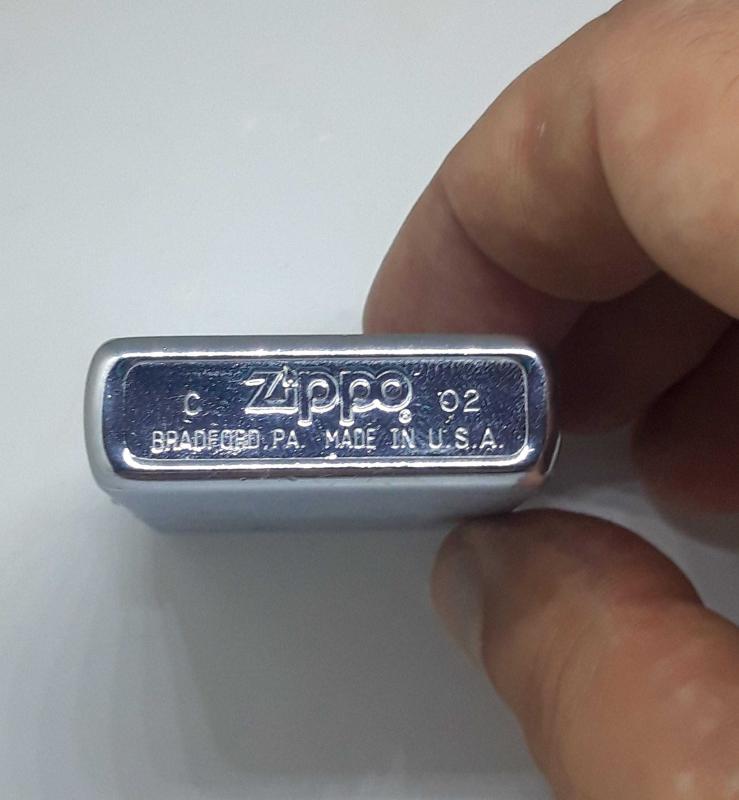 C Zippo® 02
BRADFORD, PA. MADE IN U.S.A.